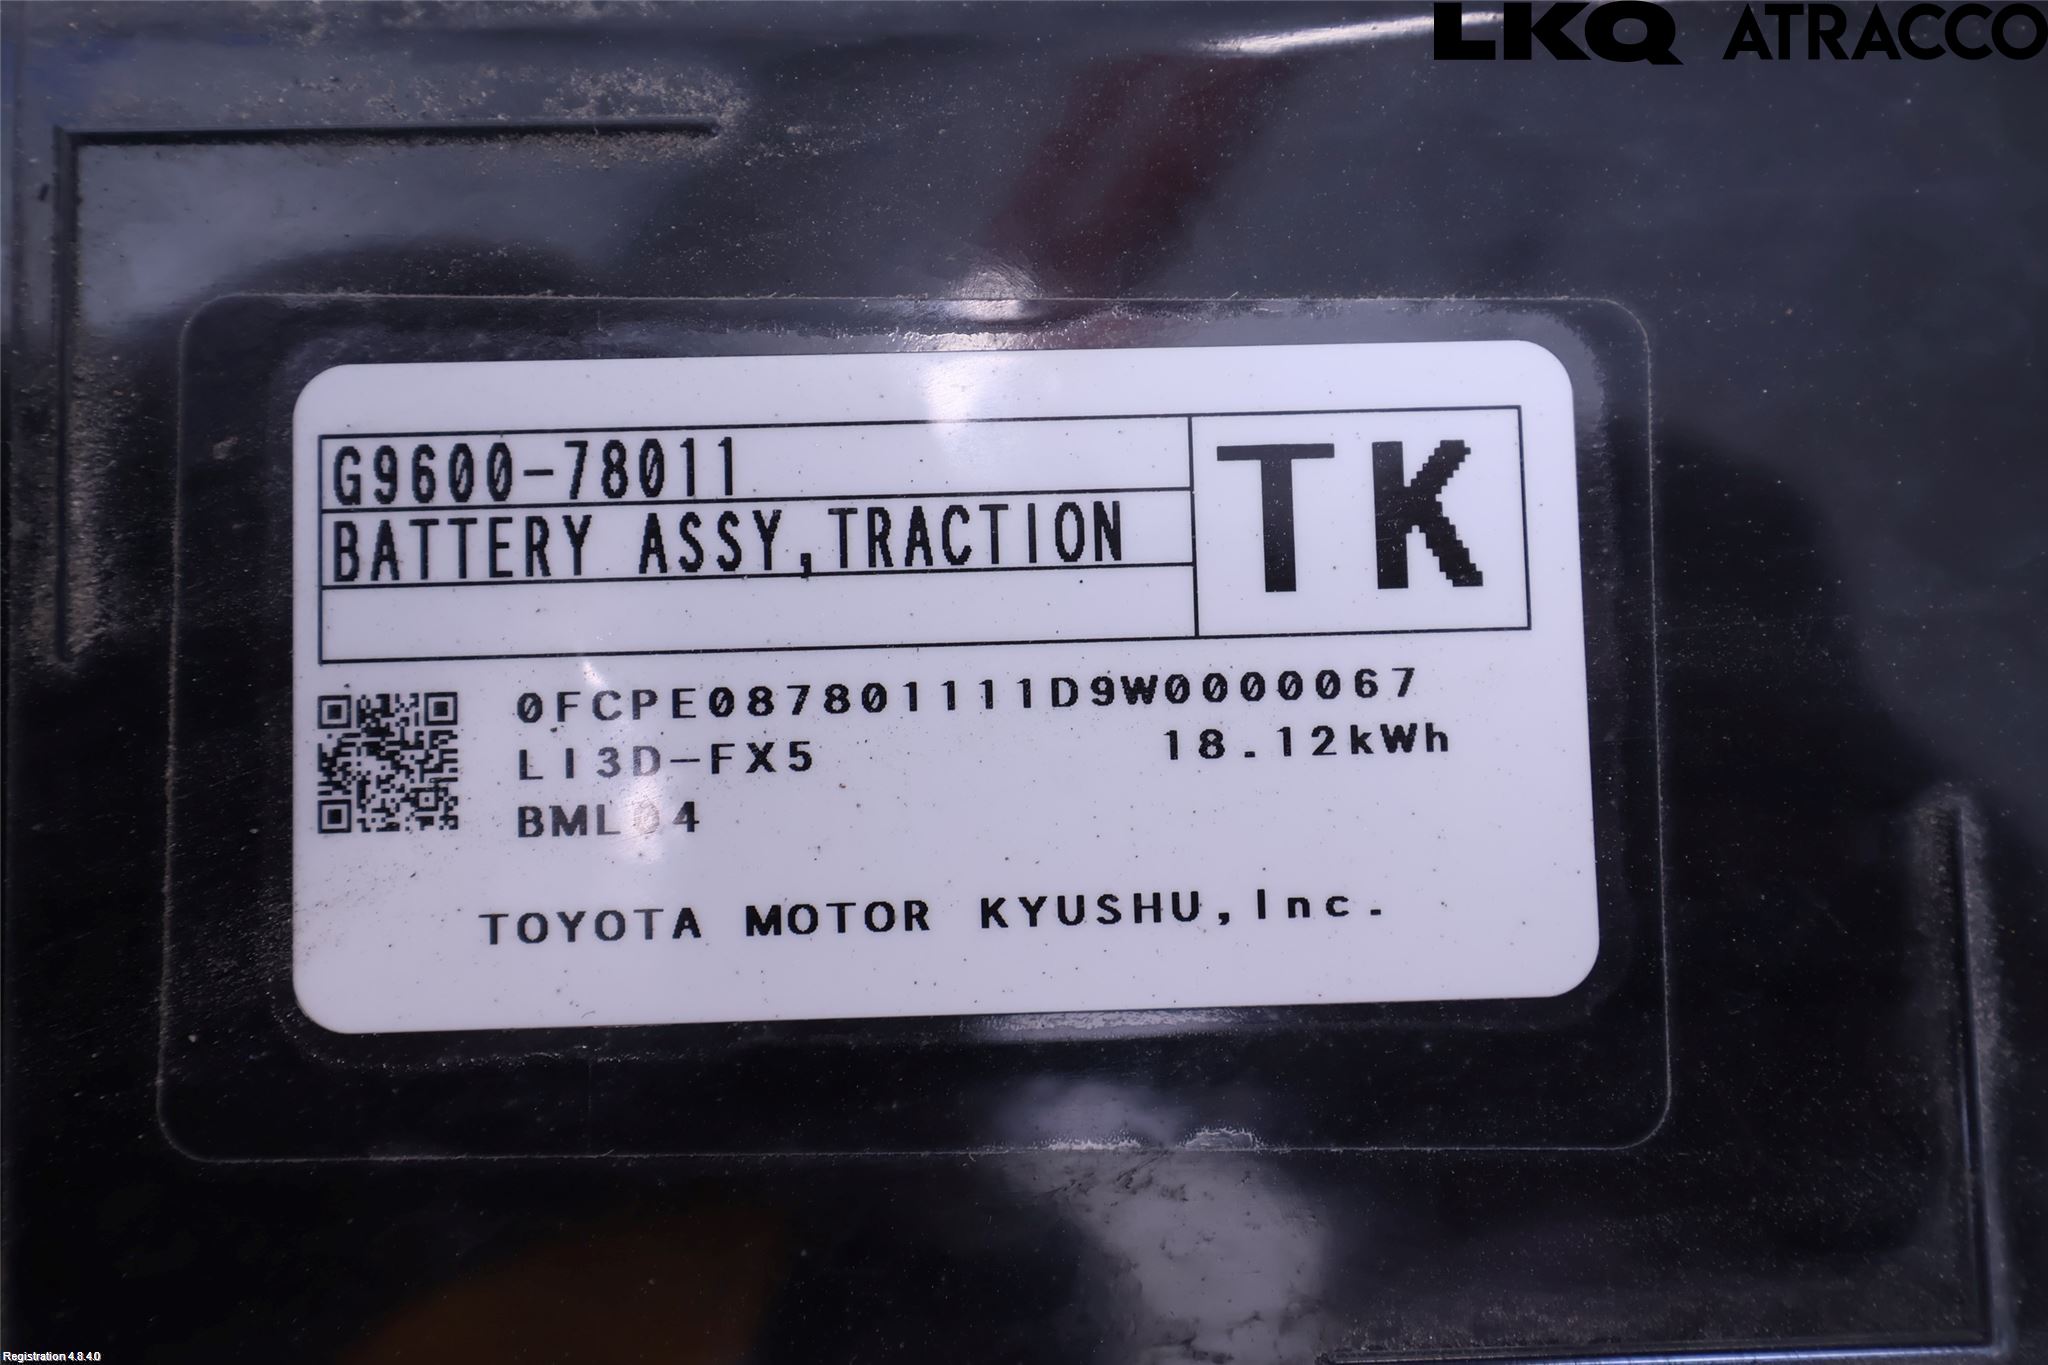 LKQ ATRACCO
G9600-78011
TK
BATTERY ASSY,TRACTION
0FCPE087801111D9W0000067
LI3D-FX5 18.12kWh
BML04
TOYOTA MOTOR KYUSHU,Inc.
Registration 4.8.4.0